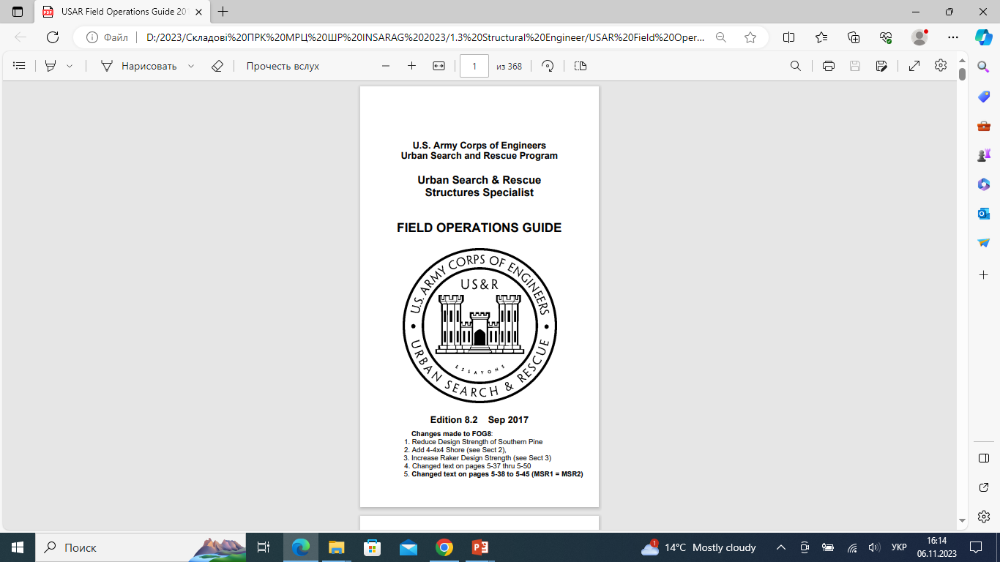 USAR Field Operations Guide 20
Файл
D:/2023/Складові%20ПРК%20МРЦ%20ШР%20INSARAG%202023/1.3%20Structural%20Engineer/USAR%20Field%20Oper...
Нарисовать
Прочесть вслух
1
из 368
U.S. Army Corps of Engineers
Urban Search and Rescue Program
Urban Search & Rescue
Structures Specialist
FIELD OPERATIONS GUIDE
U.S. ARMY CORPS OF ENGINEERS
US&R
ESSAYONS
URBAN SEARCH & RESCUE
Edition 8.2 Sep 2017
Changes made to FOG8:
1. Reduce Design Strength of Southern Pine
2. Add 4-4x4 Shore (see Sect 2),
3. Increase Raker Design Strength (see Sect 3)
4. Changed text on pages 5-37 thru 5-50
5. Changed text on pages 5-38 to 5-45 (MSR1 = MSR2)
Поиск
1
14°C Mostly cloudy
УКР
16:14
06.11.2023